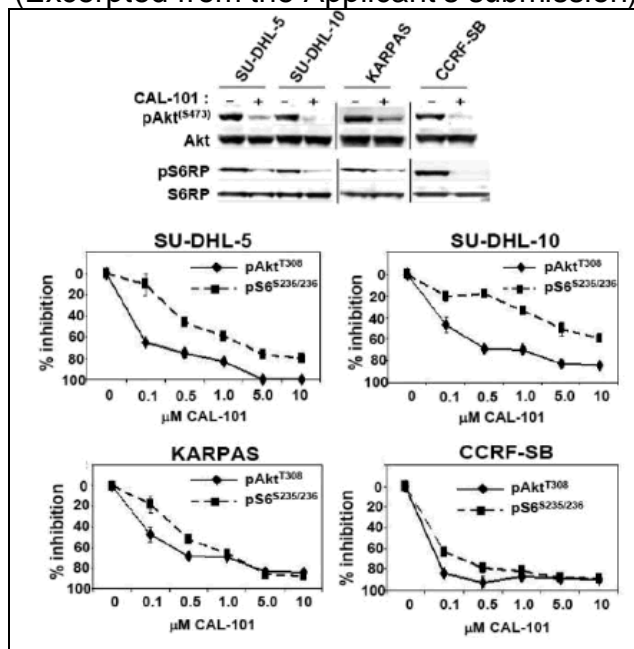 (Excerpted from the Applicant's submission)
SU-DHL-5 SU-DHL-10 KARPAS CCRF-SB
CAL-101 : – + – + – + – +
pAkt(S473)
Akt
pS6RP
S6RP
SU-DHL-5
% inhibition
0
20
40
60
80
100
pAktT308
pS6S235/236
0 0.1 0.5 1.0 5.0 10
µM CAL-101
SU-DHL-10
% inhibition
0
20
40
60
80
100
pAktT308
pS6S235/236
0 0.1 0.5 1.0 5.0 10
µM CAL-101
KARPAS
% inhibition
0
20
40
60
80
100
pAktT308
pS6S235/236
0 0.1 0.5 1.0 5.0 10
µM CAL-101
CCRF-SB
% inhibition
0
20
40
60
80
100
pAktT308
pS6S235/236
0 0.1 0.5 1.0 5.0 10
µM CAL-101